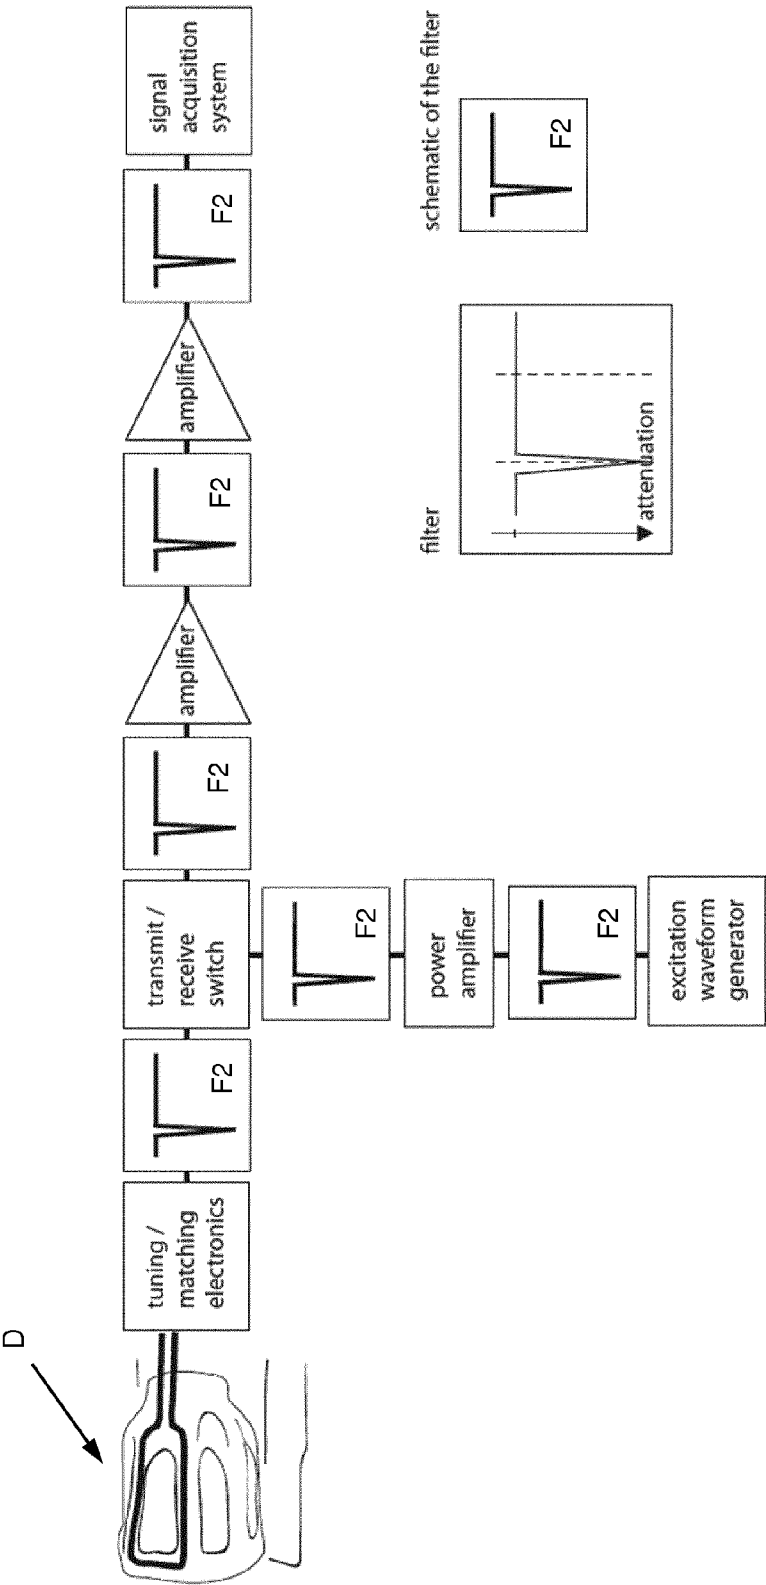 D
tuning /
matching
electronics
F2
transmit /
receive
switch
F2
amplifier
F2
amplifier
F2
signal
acquisition
system
F2
power
amplifier
F2
excitation
waveform
generator
filter
attenuation
schematic of the filter
F2